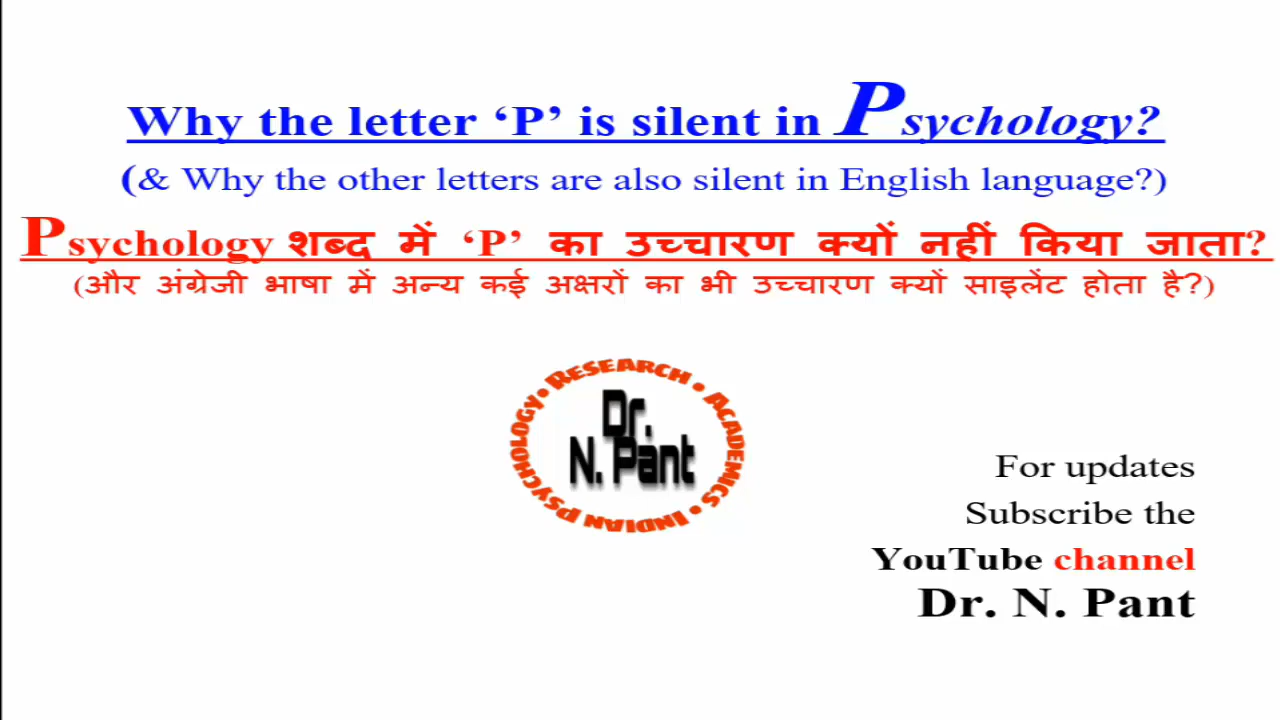 Why the letter ‘P’ is silent in Psychology?
(& Why the other letters are also silent in English language?)
Psychology शब्द में ‘P’ का उच्चारण क्यों नहीं किया जाता?
(और अंग्रेजी भाषा में अन्य कई अक्षरों का भी उच्चारण क्यों साइलेंट होता है?)
• RESEARCH • ACADEMICS • INDIAN PSYCHOLOGY
Dr.
N. Pant
For updates
Subscribe the
YouTube channel
Dr. N. Pant